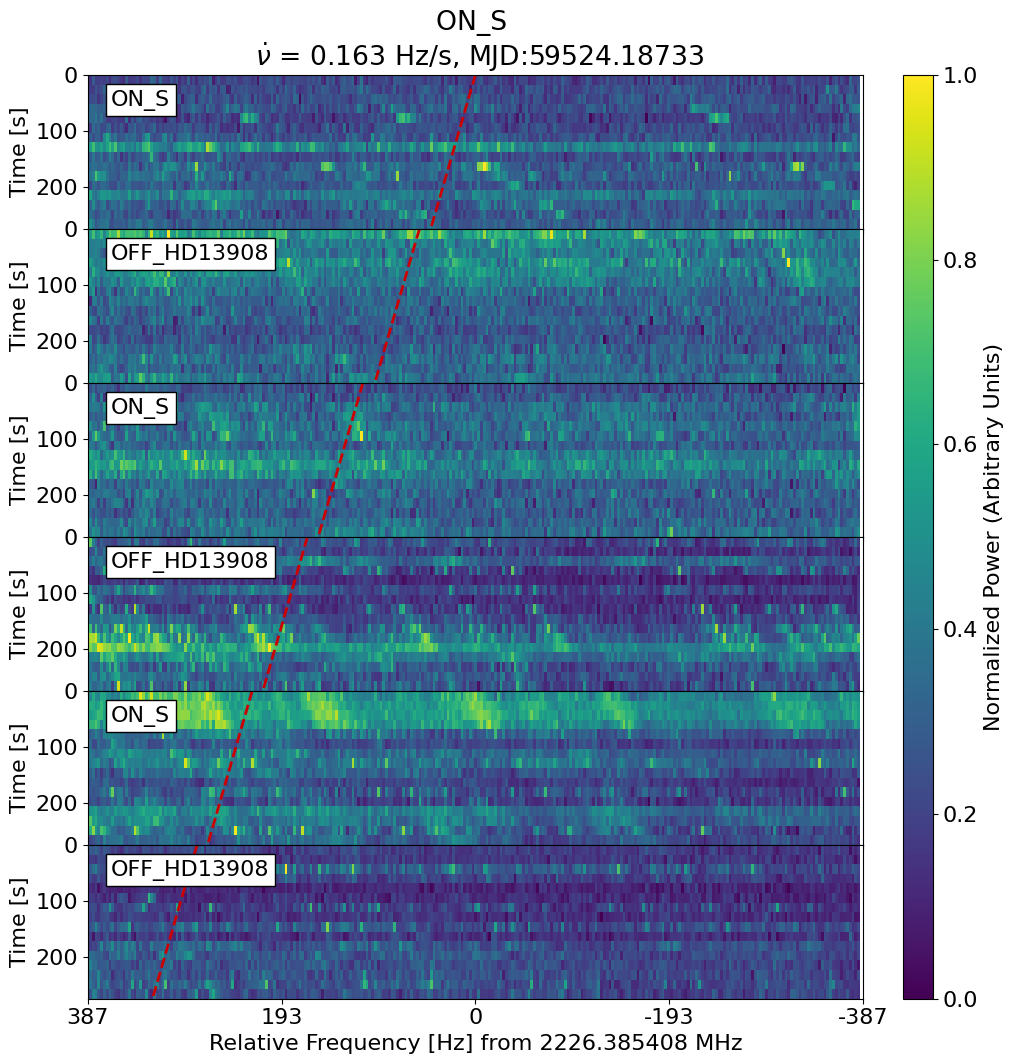 ON_S
ν̇ = 0.163 Hz/s, MJD:59524.18733
0
100
200
Time [s]
ON_S
0
100
200
Time [s]
OFF_HD13908
0
100
200
Time [s]
ON_S
0
100
200
Time [s]
OFF_HD13908
0
100
200
Time [s]
ON_S
0
100
200
Time [s]
OFF_HD13908
387
193
0
-193
-387
Relative Frequency [Hz] from 2226.385408 MHz
1.0
0.8
0.6
0.4
0.2
0.0
Normalized Power (Arbitrary Units)